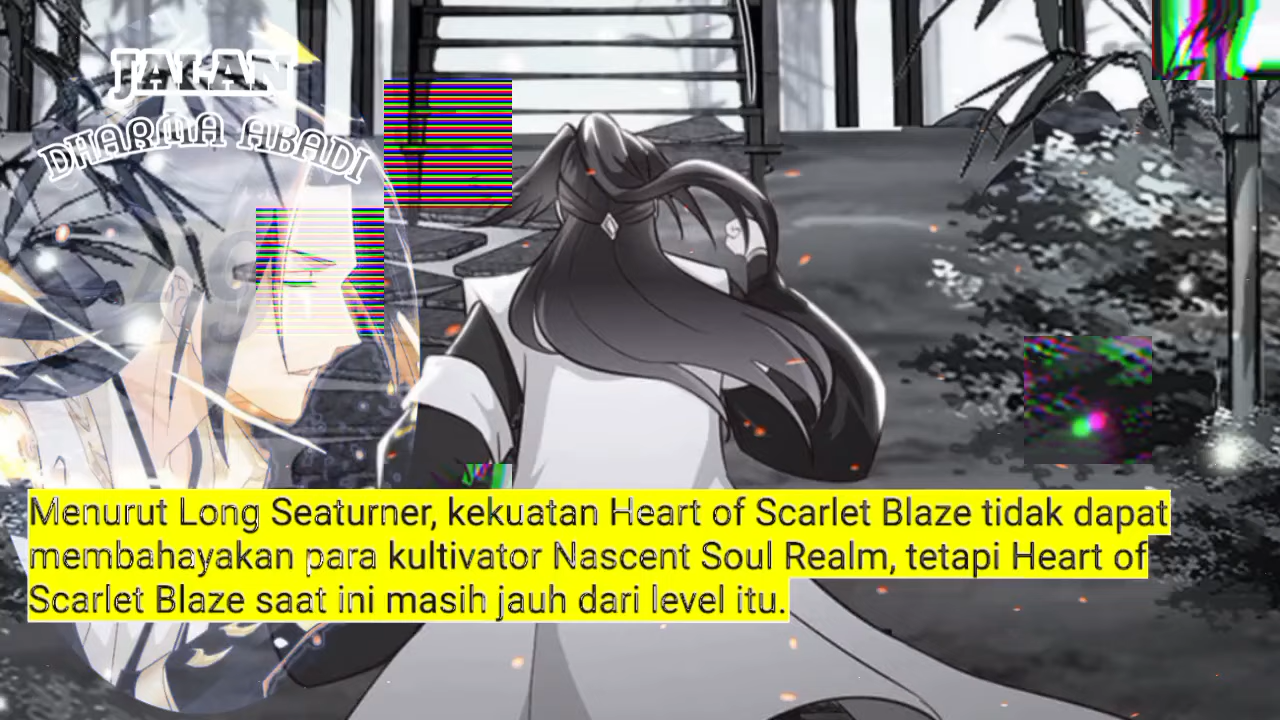 JALAN
DHARMA ABADI
Menurut Long Seaturner, kekuatan Heart of Scarlet Blaze tidak dapat
membahayakan para kultivator Nascent Soul Realm, tetapi Heart of
Scarlet Blaze saat ini masih jauh dari level itu.